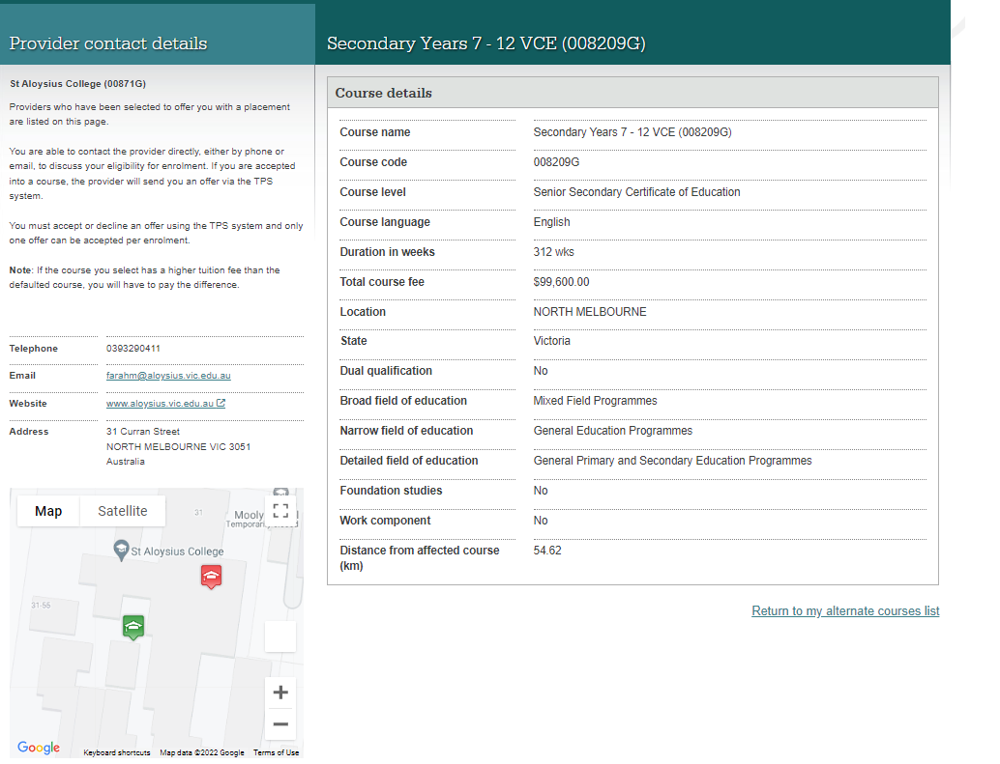 Provider contact details
St Aloysius College (00871G)
Providers who have been selected to offer you with a placement
are listed on this page.
You are able to contact the provider directly, either by phone or
email, to discuss your eligibility for enrolment. If you are accepted
into a course, the provider will send you an offer via the TPS
system.
You must accept or decline an offer using the TPS system and only
one offer can be accepted per enrolment.
Note: If the course you select has a higher tuition fee than the
defaulted course, you will have to pay the difference.
Telephone 0393290411
Email farahm@aloysius.vic.edu.au
Website www.aloysius.vic.edu.au
Address 31 Curran Street
NORTH MELBOURNE VIC 3051
Australia
Map Satellite
31
Mooly
Temporarily closed
St Aloysius College
31-55
Google
Keyboard shortcuts Map data ©2022 Google Terms of Use
Secondary Years 7 - 12 VCE (008209G)
Course details
Course name Secondary Years 7 - 12 VCE (008209G)
Course code 008209G
Course level Senior Secondary Certificate of Education
Course language English
Duration in weeks 312 wks
Total course fee $99,600.00
Location NORTH MELBOURNE
State Victoria
Dual qualification No
Broad field of education Mixed Field Programmes
Narrow field of education General Education Programmes
Detailed field of education General Primary and Secondary Education Programmes
Foundation studies No
Work component No
Distance from affected course 54.62
(km)
Return to my alternate courses list